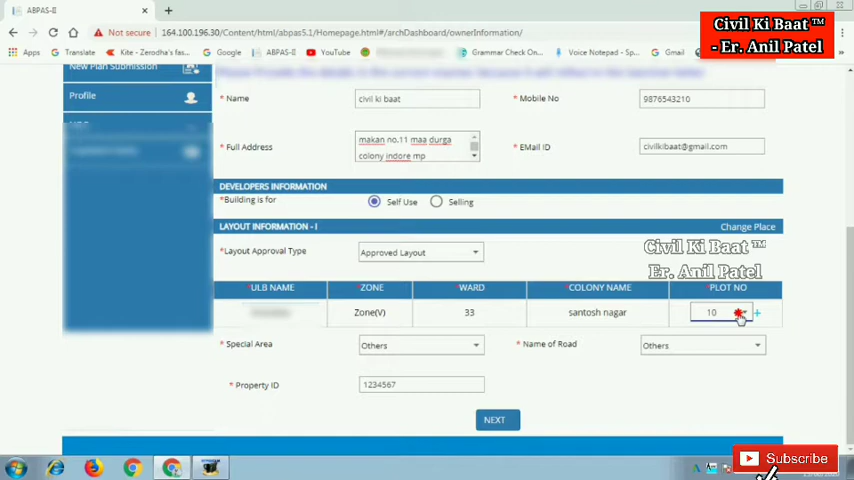 ABPAS-II
Not secure | 164.100.196.30/Content/html/abpas5.1/Homepage.html#/archDashboard/ownerInformation/
Civil Ki Baat ™
- Er. Anil Patel
Apps
Translate
Kite - Zerodha's fa...
Google
ABPAS-II
YouTube
Grammar Check On...
Voice Notepad - Sp...
Gmail
Maps
»
New Plan Submission
Profile
* Name
civil ki baat
* Mobile No
9876543210
* Full Address
makan no.11 maa durga
colony indore mp
* EMail ID
civilkibaat@gmail.com
DEVELOPERS INFORMATION
*Building is for
Self Use
Selling
LAYOUT INFORMATION - I
Change Place
*Layout Approval Type
Approved Layout
Civil Ki Baat ™
Er. Anil Patel
*ULB NAME
*ZONE
*WARD
*COLONY NAME
*PLOT NO
Zone(V)
33
santosh nagar
10
+
* Special Area
Others
* Name of Road
Others
* Property ID
1234567
NEXT
Subscribe